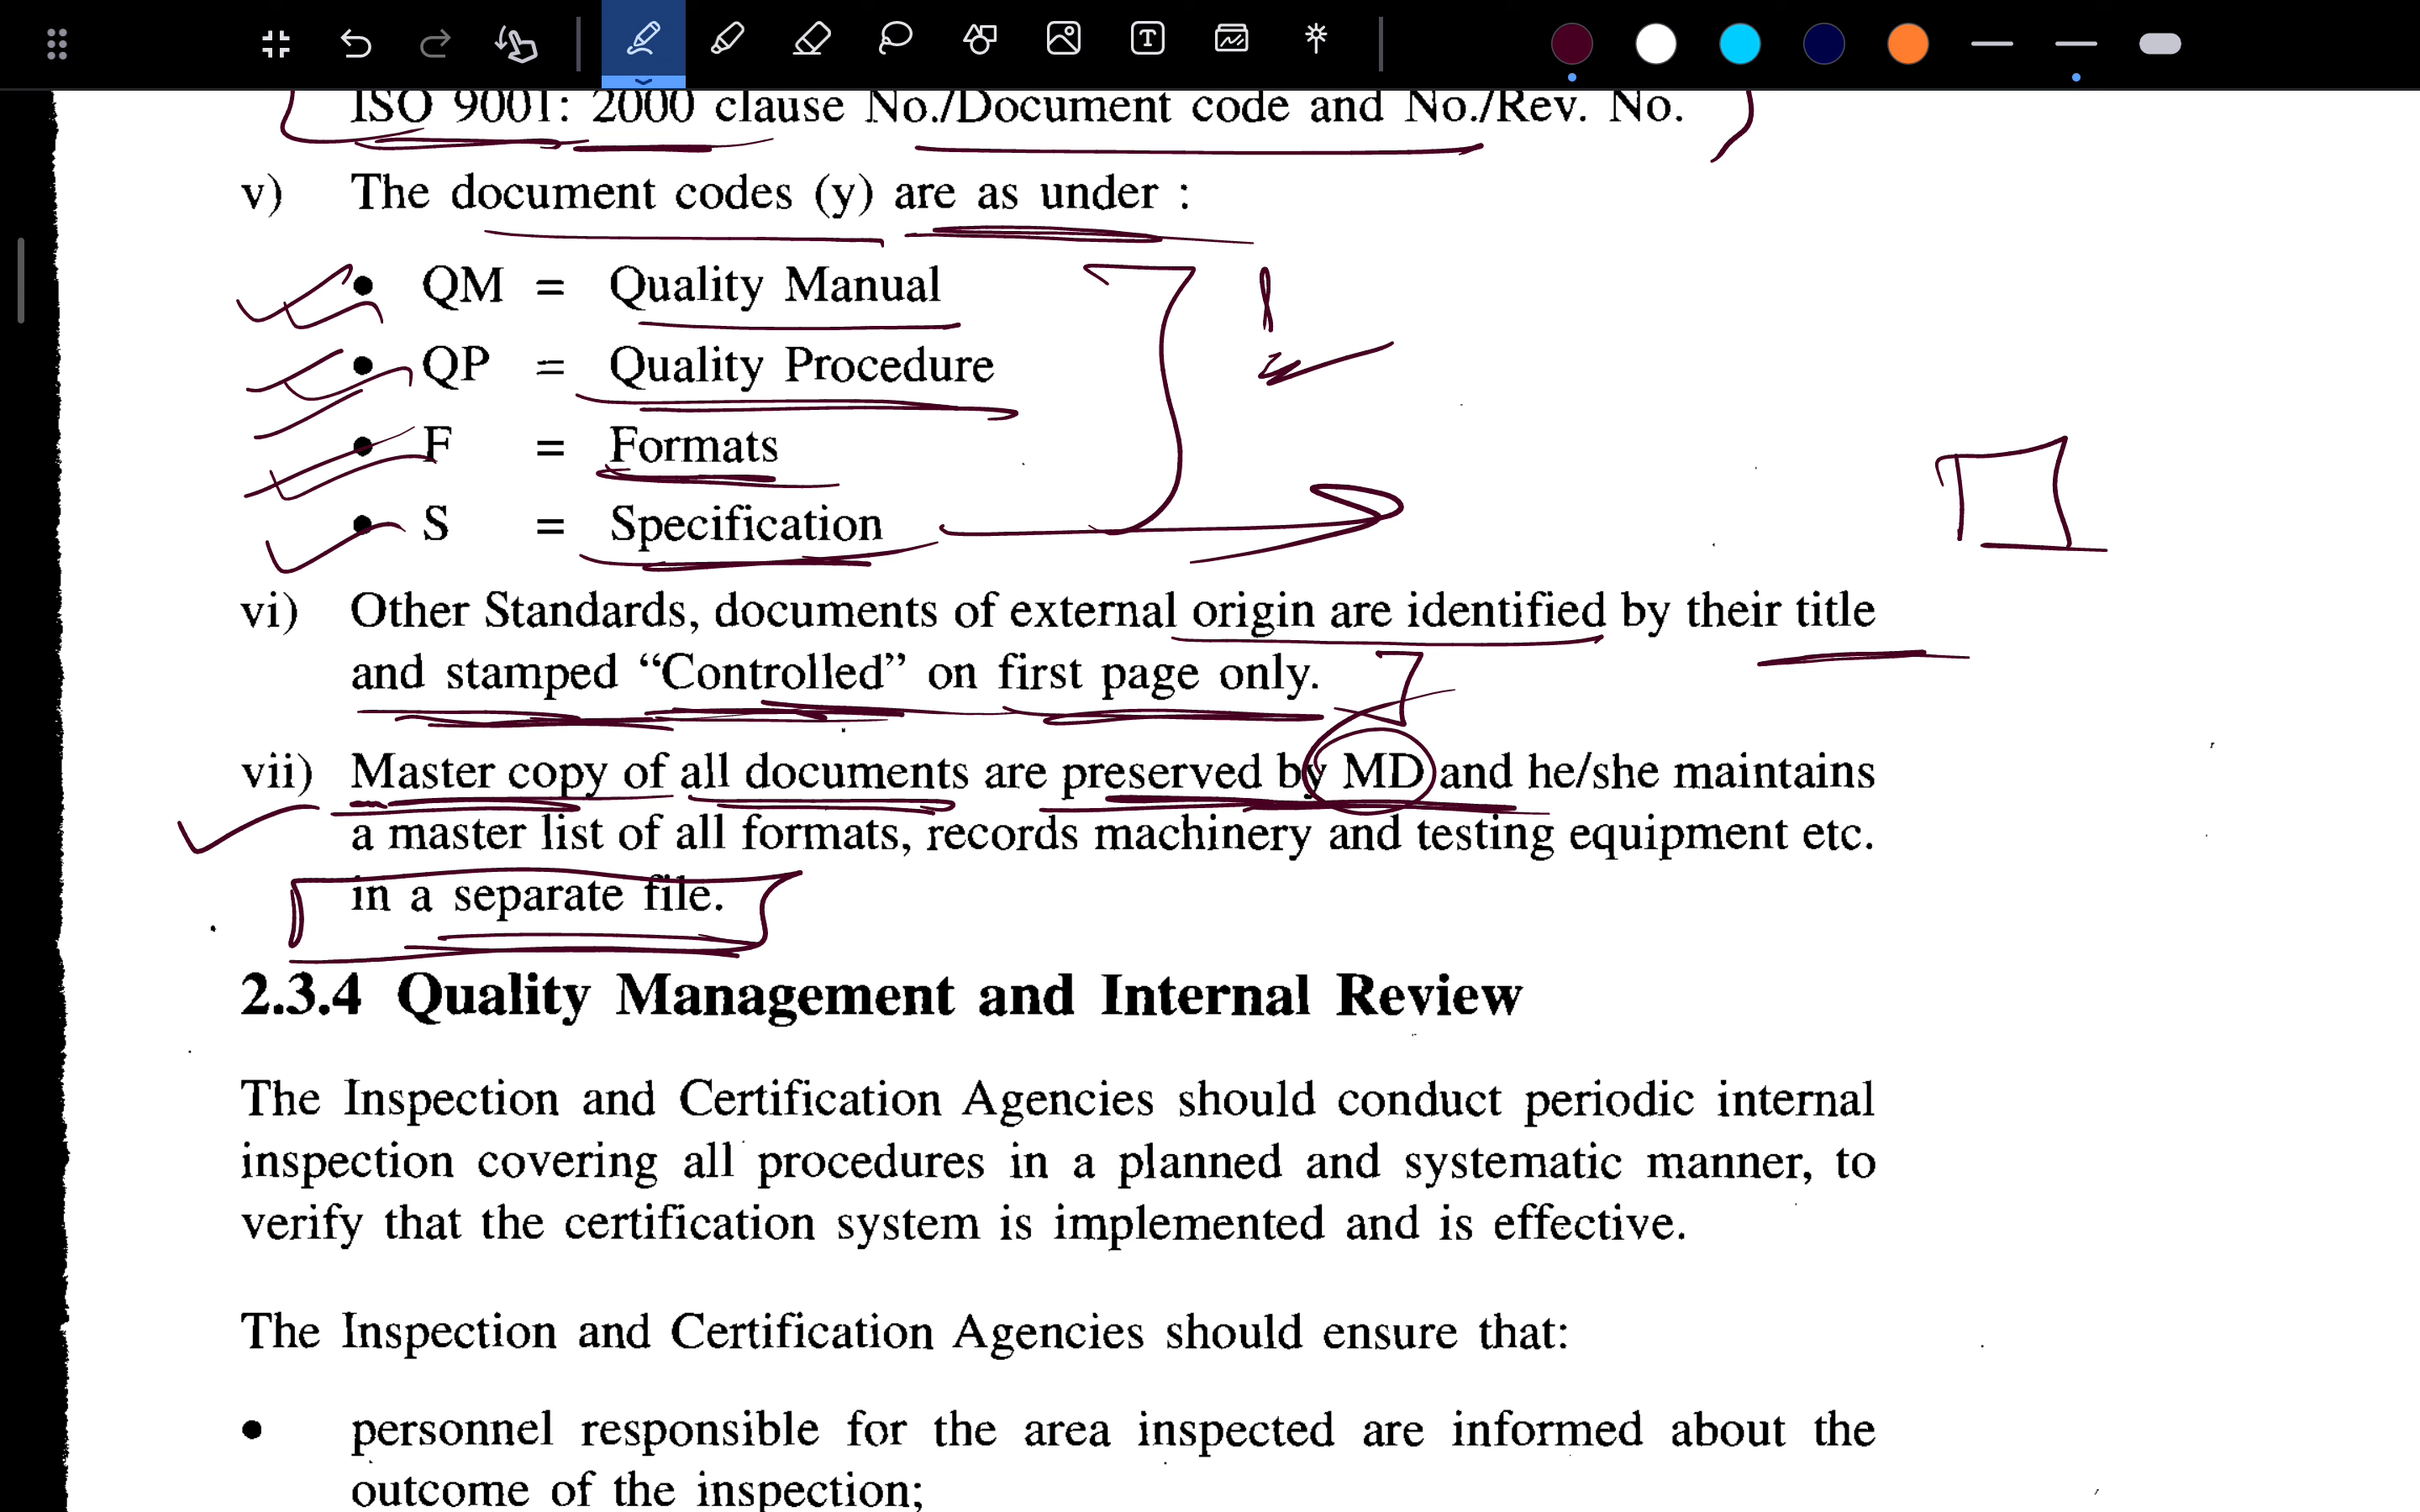 ISO 9001: 2000 clause No./Document code and No./Rev. No.
v) The document codes (y) are as under :
• QM = Quality Manual
• QP = Quality Procedure
• F = Formats
• S = Specification
vi) Other Standards, documents of external origin are identified by their title
and stamped “Controlled” on first page only.
vii) Master copy of all documents are preserved by MD and he/she maintains
a master list of all formats, records machinery and testing equipment etc.
in a separate file.
2.3.4 Quality Management and Internal Review
The Inspection and Certification Agencies should conduct periodic internal
inspection covering all procedures in a planned and systematic manner, to
verify that the certification system is implemented and is effective.
The Inspection and Certification Agencies should ensure that:
• personnel responsible for the area inspected are informed about the
outcome of the inspection;